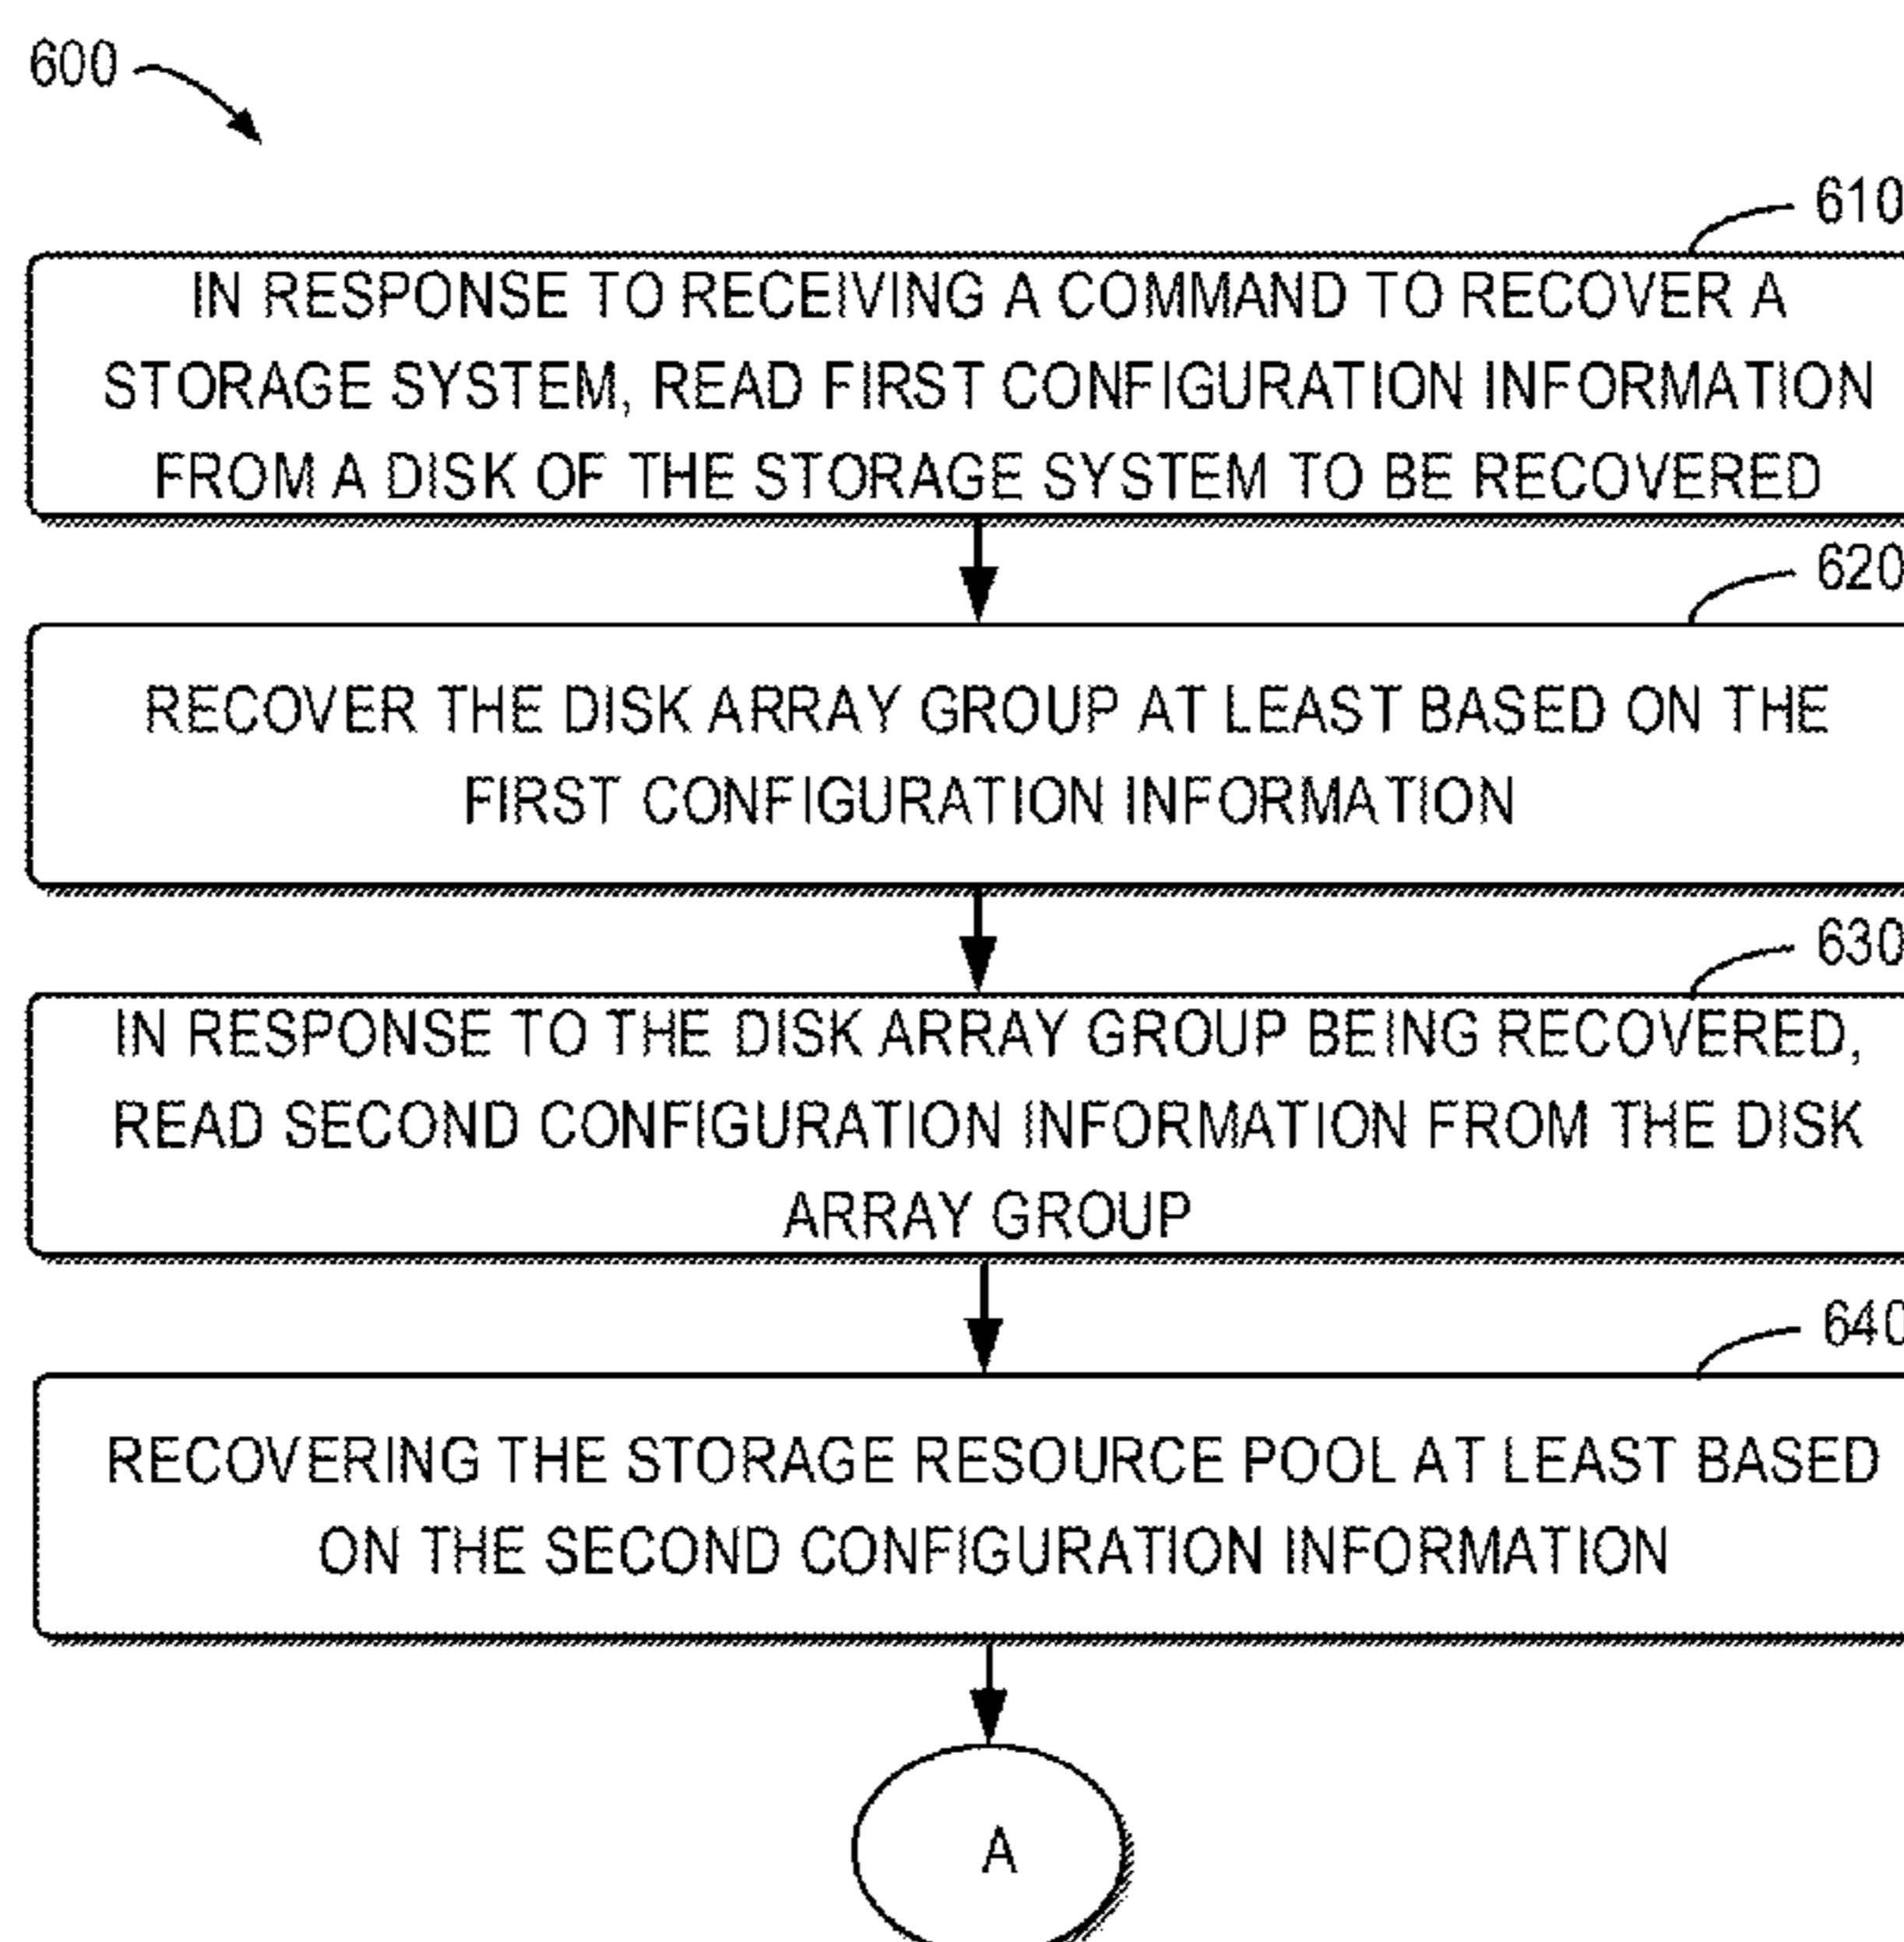 600
610
IN RESPONSE TO RECEIVING A COMMAND TO RECOVER A
STORAGE SYSTEM, READ FIRST CONFIGURATION INFORMATION
FROM A DISK OF THE STORAGE SYSTEM TO BE RECOVERED
620
RECOVER THE DISK ARRAY GROUP AT LEAST BASED ON THE
FIRST CONFIGURATION INFORMATION
630
IN RESPONSE TO THE DISK ARRAY GROUP BEING RECOVERED,
READ SECOND CONFIGURATION INFORMATION FROM THE DISK
ARRAY GROUP
640
RECOVERING THE STORAGE RESOURCE POOL AT LEAST BASED
ON THE SECOND CONFIGURATION INFORMATION
A